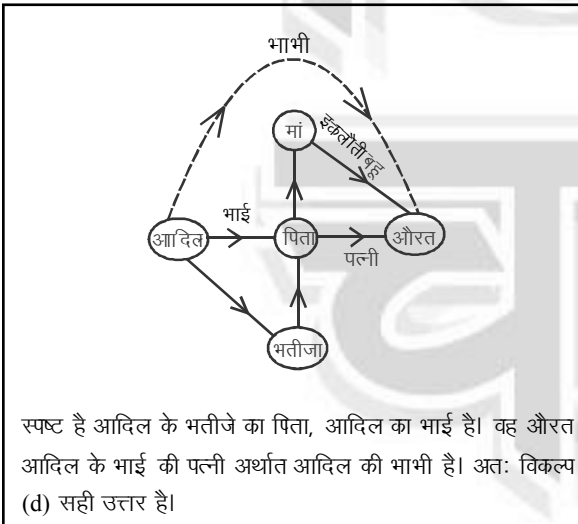 भाभी
मां
इकलौती बहू
भाई
आदिल
पिता
औरत
पत्नी
भतीजा
स्पष्ट है आदिल के भतीजे का पिता, आदिल का भाई है। वह औरत
आदिल के भाई की पत्नी अर्थात आदिल की भाभी है। अत: विकल्प
(d) सही उत्तर है।